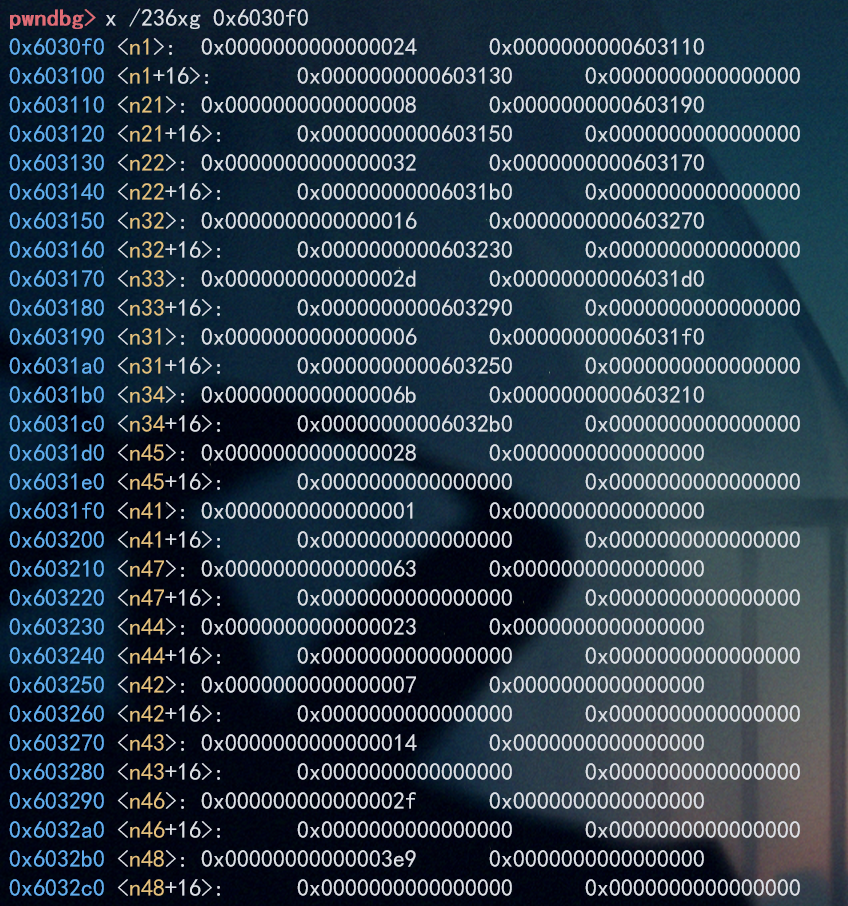 pwndbg> x /236xg 0x6030f0
0x6030f0 <n1>: 0x0000000000000024 0x0000000000603110
0x603100 <n1+16>: 0x0000000000603130 0x0000000000000000
0x603110 <n21>: 0x0000000000000008 0x0000000000603190
0x603120 <n21+16>: 0x0000000000603150 0x0000000000000000
0x603130 <n22>: 0x0000000000000032 0x0000000000603170
0x603140 <n22+16>: 0x00000000006031b0 0x0000000000000000
0x603150 <n32>: 0x0000000000000016 0x0000000000603270
0x603160 <n32+16>: 0x0000000000603230 0x0000000000000000
0x603170 <n33>: 0x000000000000002d 0x00000000006031d0
0x603180 <n33+16>: 0x0000000000603290 0x0000000000000000
0x603190 <n31>: 0x0000000000000006 0x00000000006031f0
0x6031a0 <n31+16>: 0x0000000000603250 0x0000000000000000
0x6031b0 <n34>: 0x000000000000006b 0x0000000000603210
0x6031c0 <n34+16>: 0x00000000006032b0 0x0000000000000000
0x6031d0 <n45>: 0x0000000000000028 0x0000000000000000
0x6031e0 <n45+16>: 0x0000000000000000 0x0000000000000000
0x6031f0 <n41>: 0x0000000000000001 0x0000000000000000
0x603200 <n41+16>: 0x0000000000000000 0x0000000000000000
0x603210 <n47>: 0x0000000000000063 0x0000000000000000
0x603220 <n47+16>: 0x0000000000000000 0x0000000000000000
0x603230 <n44>: 0x0000000000000023 0x0000000000000000
0x603240 <n44+16>: 0x0000000000000000 0x0000000000000000
0x603250 <n42>: 0x0000000000000007 0x0000000000000000
0x603260 <n42+16>: 0x0000000000000000 0x0000000000000000
0x603270 <n43>: 0x0000000000000014 0x0000000000000000
0x603280 <n43+16>: 0x0000000000000000 0x0000000000000000
0x603290 <n46>: 0x000000000000002f 0x0000000000000000
0x6032a0 <n46+16>: 0x0000000000000000 0x0000000000000000
0x6032b0 <n48>: 0x00000000000003e9 0x0000000000000000
0x6032c0 <n48+16>: 0x0000000000000000 0x0000000000000000